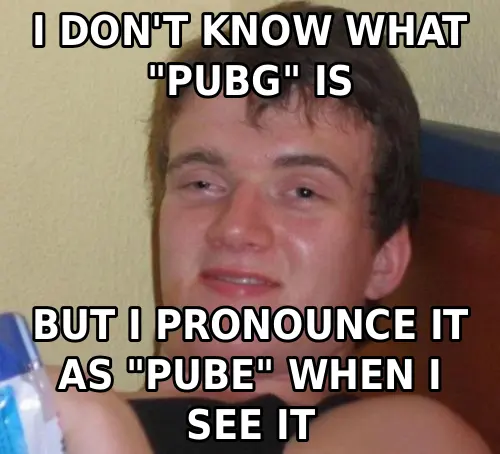 I DON'T KNOW WHAT
"PUBG" IS
BUT I PRONOUNCE IT
AS "PUBE" WHEN I
SEE IT